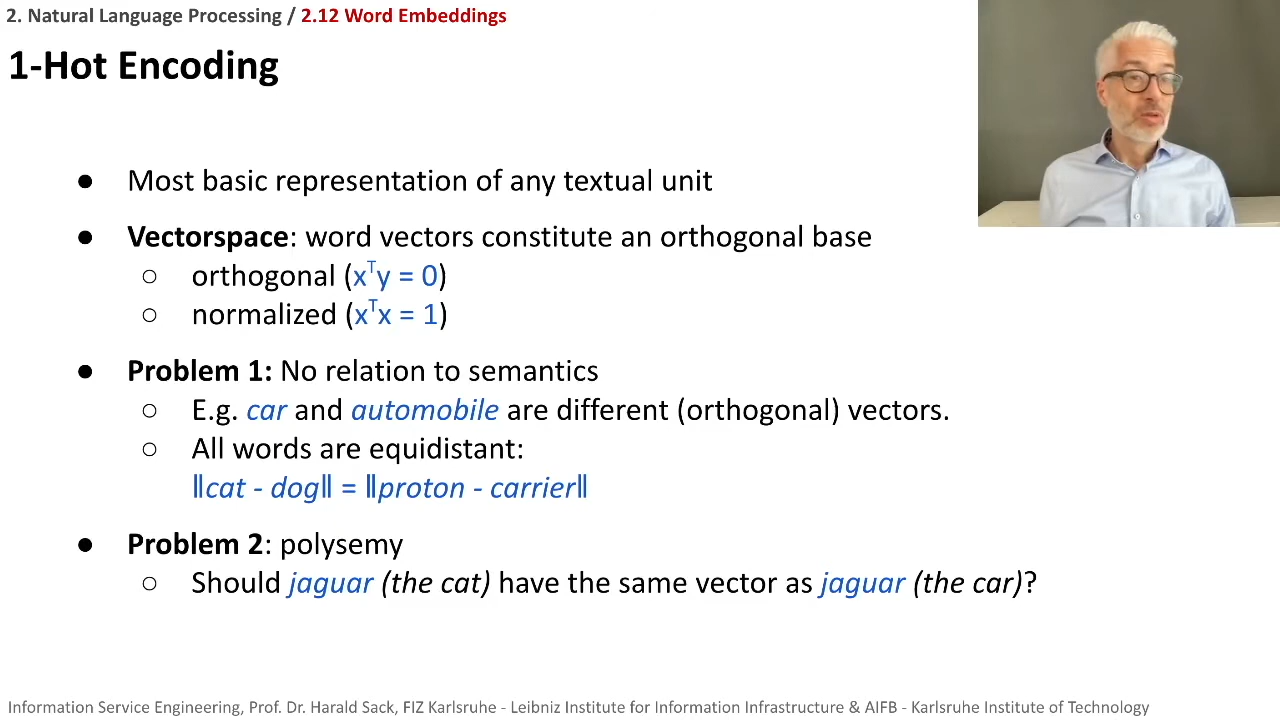 2. Natural Language Processing / 2.12 Word Embeddings
1-Hot Encoding
● Most basic representation of any textual unit
● Vectorspace: word vectors constitute an orthogonal base
○ orthogonal (xᵀy = 0)
○ normalized (xᵀx = 1)
● Problem 1: No relation to semantics
○ E.g. car and automobile are different (orthogonal) vectors.
○ All words are equidistant:
‖cat - dog‖ = ‖proton - carrier‖
● Problem 2: polysemy
○ Should jaguar (the cat) have the same vector as jaguar (the car)?
Information Service Engineering, Prof. Dr. Harald Sack, FIZ Karlsruhe - Leibniz Institute for Information Infrastructure & AIFB - Karlsruhe Institute of Technology